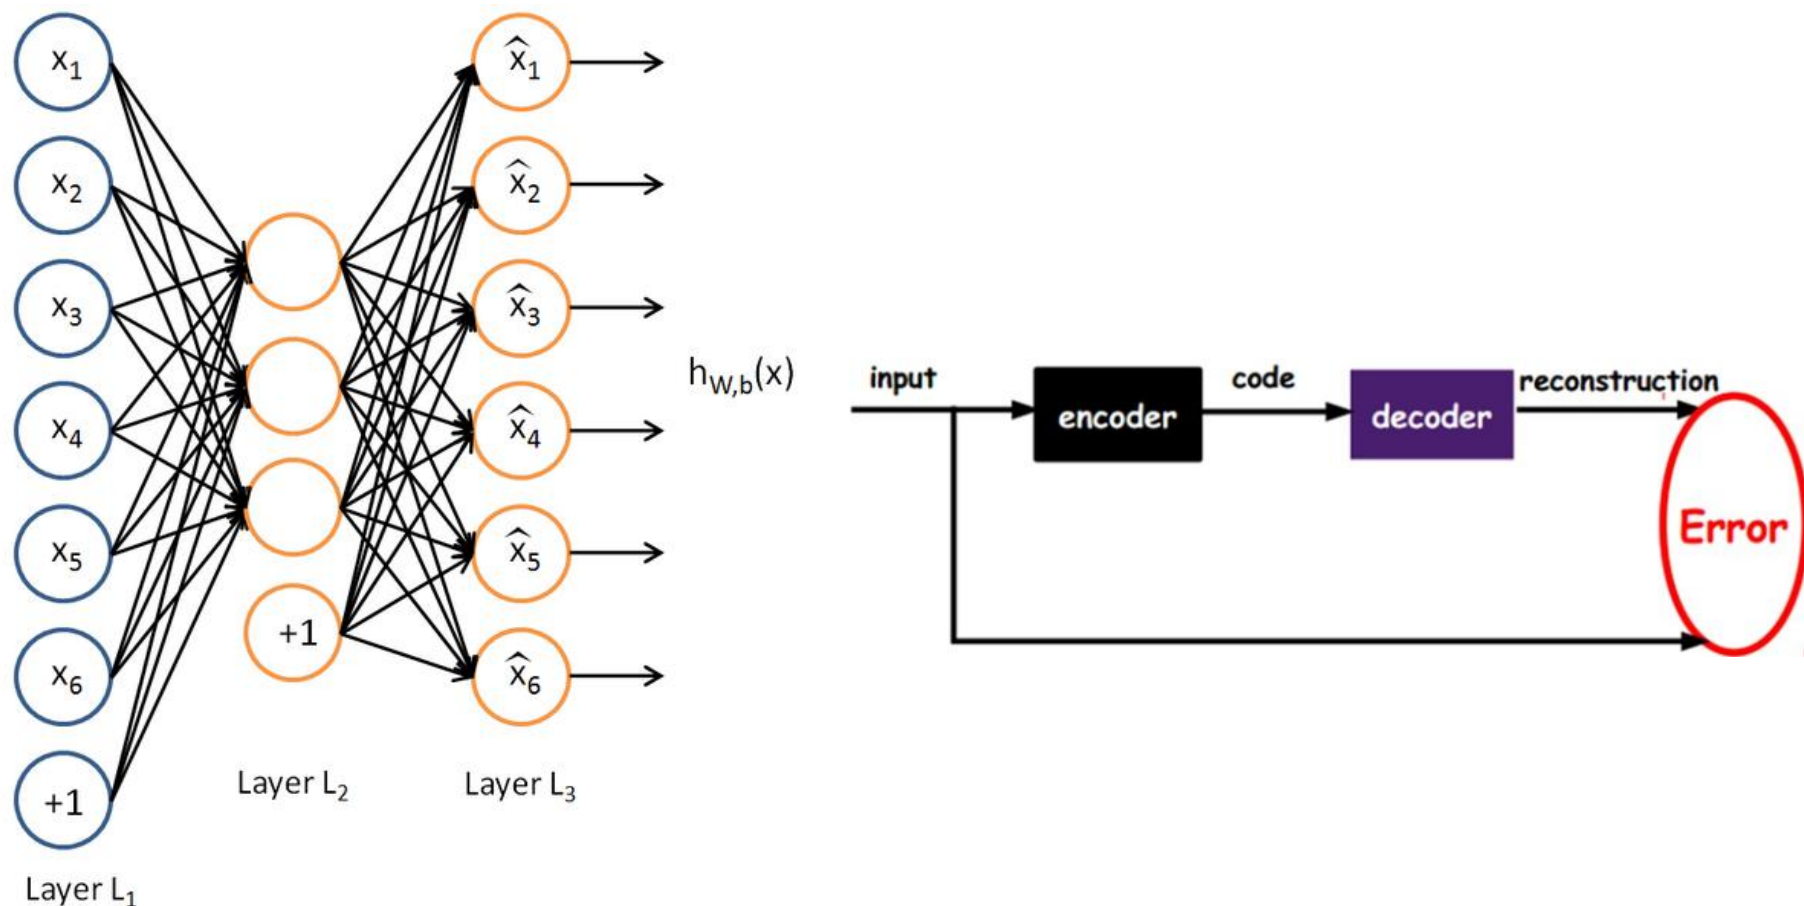 x1
x2
x3
x4
x5
x6
+1
Layer L1
+1
Layer L2
x̂1
x̂2
x̂3
x̂4
x̂5
x̂6
Layer L3
hW,b(x)
input
encoder
code
decoder
reconstruction
Error